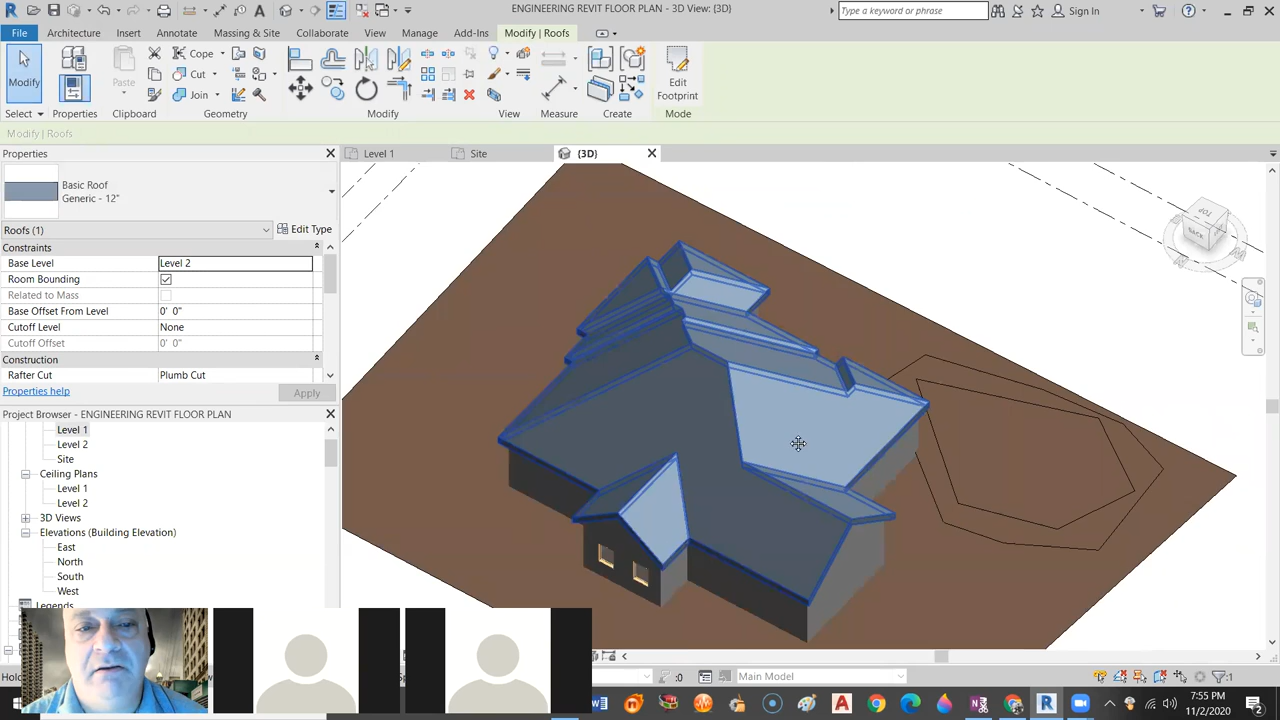 ENGINEERING REVIT FLOOR PLAN - 3D View: {3D}
Type a keyword or phrase
Sign In
File
Architecture
Insert
Annotate
Massing & Site
Collaborate
View
Manage
Add-Ins
Modify | Roofs
Modify
Properties
Paste
Cope
Cut
Join
Edit
Footprint
Select
Properties
Clipboard
Geometry
Modify
View
Measure
Create
Mode
Modify | Roofs
Properties
Level 1
Site
{3D}
Basic Roof
Generic - 12"
Roofs (1)
Edit Type
Constraints
Base Level
Level 2
Room Bounding
Related to Mass
Base Offset From Level
0' 0"
Cutoff Level
None
Cutoff Offset
0' 0"
Construction
Rafter Cut
Plumb Cut
Properties help
Apply
Project Browser - ENGINEERING REVIT FLOOR PLAN
Level 1
Level 2
Site
Ceiling Plans
Level 1
Level 2
3D Views
Elevations (Building Elevation)
East
North
South
West
Legends
TOP
BACK
:0
Main Model
:1
7:55 PM
11/2/2020